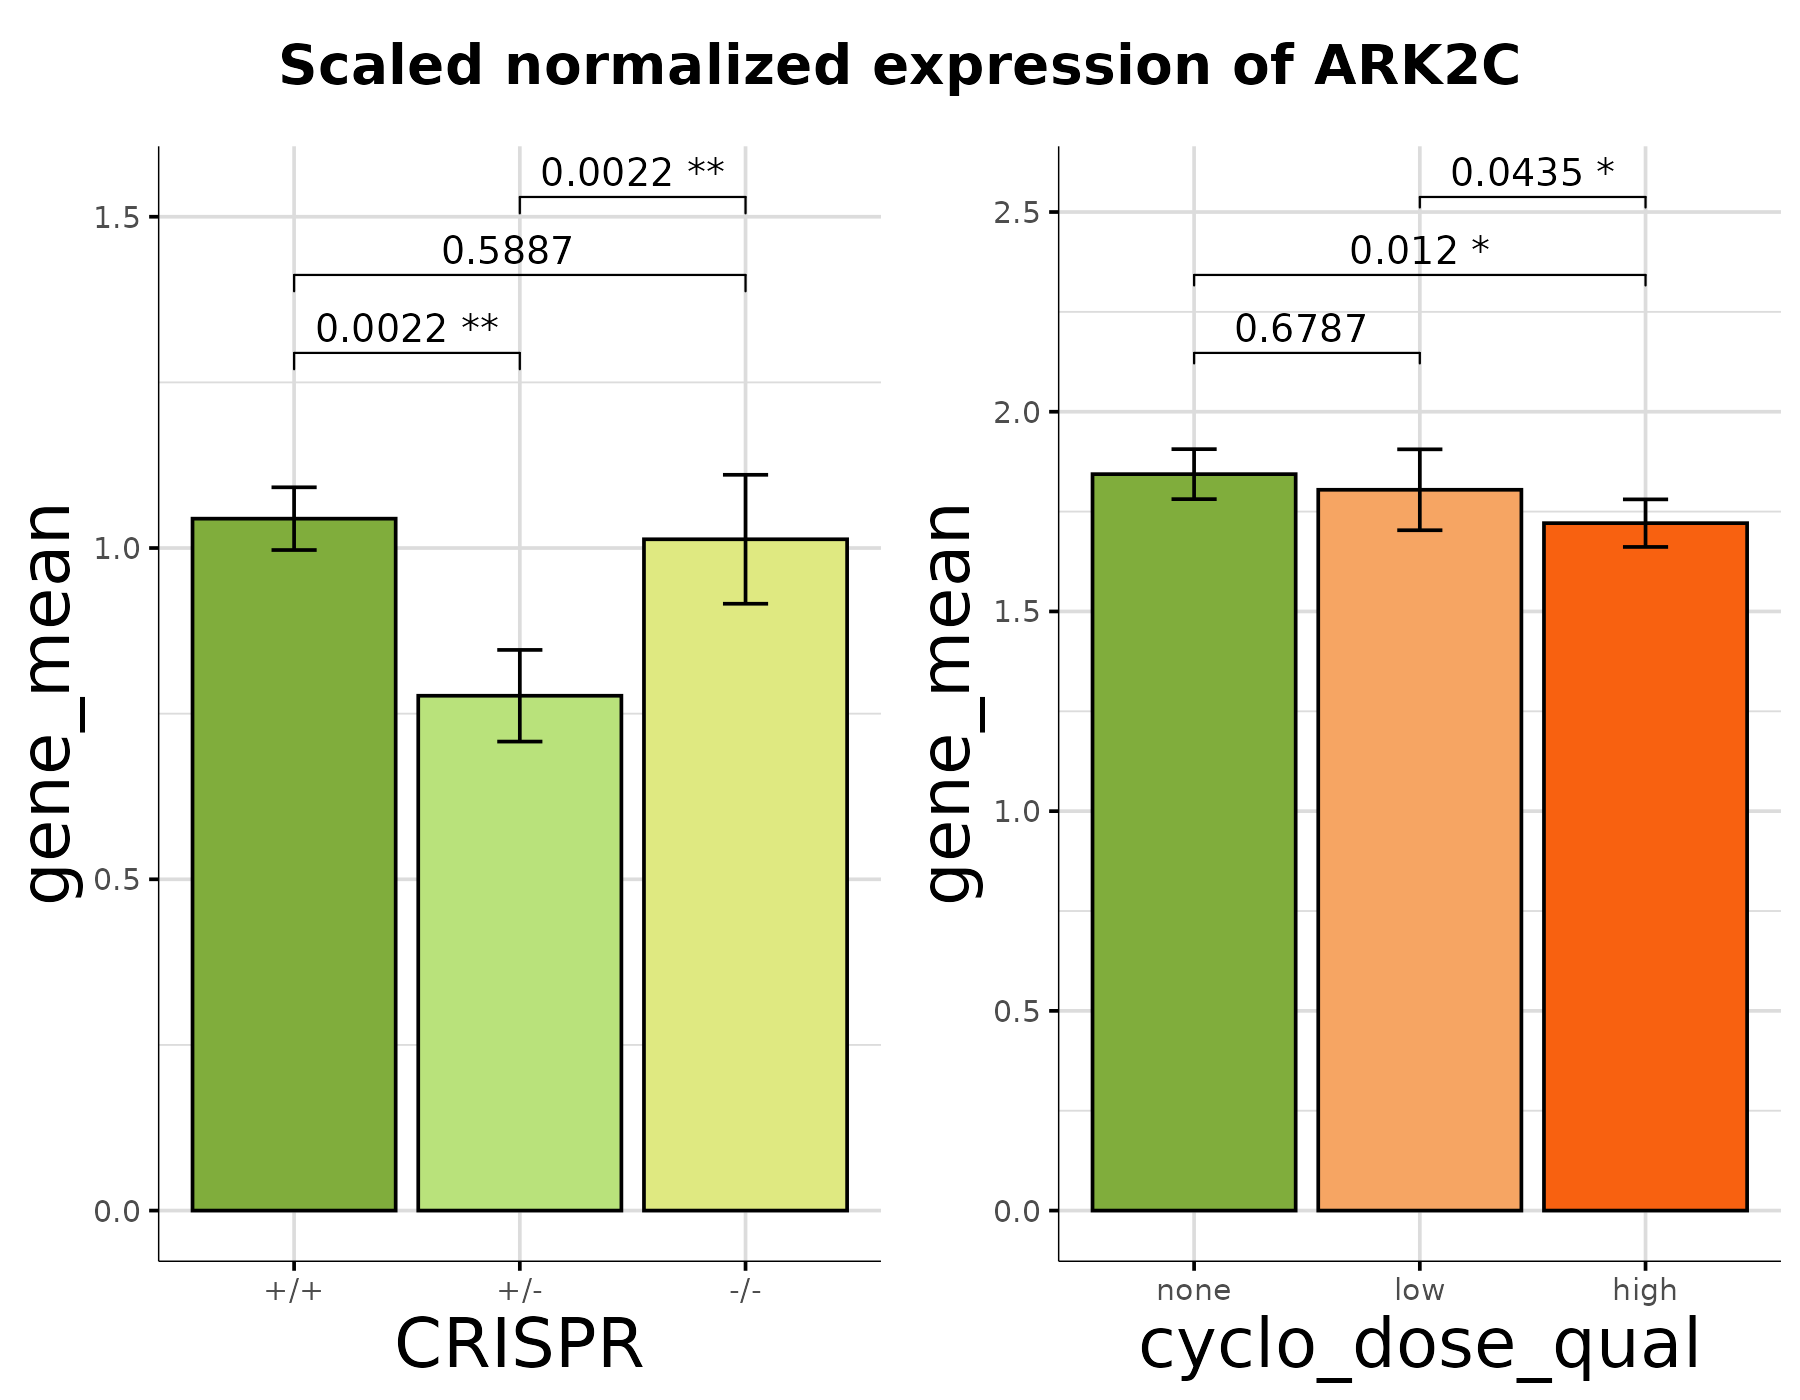 Scaled normalized expression of ARK2C
gene_mean
1.5
1.0
0.5
0.0
0.0022 **
0.5887
0.0022 **
+/+
+/-
-/-
CRISPR
gene_mean
2.5
2.0
1.5
1.0
0.5
0.0
0.0435 *
0.012 *
0.6787
none
low
high
cyclo_dose_qual